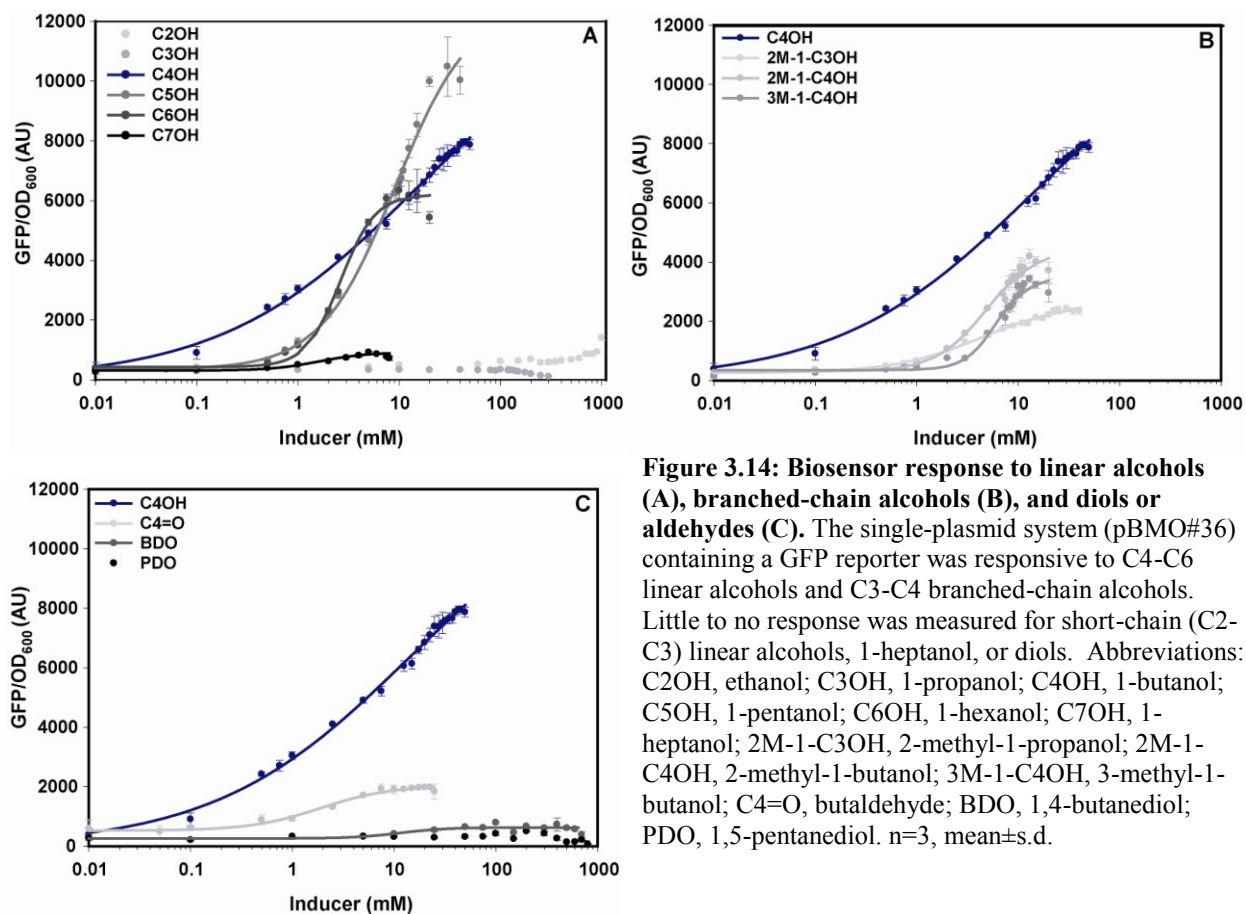 12000
10000
8000
6000
4000
2000
0
GFP/OD600 (AU)
C2OH
C3OH
C4OH
C5OH
C6OH
C7OH
A
0.01 0.1 1 10 100 1000
Inducer (mM)
12000
10000
8000
6000
4000
2000
0
GFP/OD600 (AU)
C4OH
2M-1-C3OH
2M-1-C4OH
3M-1-C4OH
B
0.01 0.1 1 10 100 1000
Inducer (mM)
12000
10000
8000
6000
4000
2000
0
GFP/OD600 (AU)
C4OH
C4=O
BDO
PDO
C
0.01 0.1 1 10 100 1000
Inducer (mM)
Figure 3.14: Biosensor response to linear alcohols
(A), branched-chain alcohols (B), and diols or
aldehydes (C). The single-plasmid system (pBMO#36)
containing a GFP reporter was responsive to C4-C6
linear alcohols and C3-C4 branched-chain alcohols.
Little to no response was measured for short-chain (C2-
C3) linear alcohols, 1-heptanol, or diols. Abbreviations:
C2OH, ethanol; C3OH, 1-propanol; C4OH, 1-butanol;
C5OH, 1-pentanol; C6OH, 1-hexanol; C7OH, 1-
heptanol; 2M-1-C3OH, 2-methyl-1-propanol; 2M-1-
C4OH, 2-methyl-1-butanol; 3M-1-C4OH, 3-methyl-1-
butanol; C4=O, butaldehyde; BDO, 1,4-butanediol;
PDO, 1,5-pentanediol. n=3, mean±s.d.